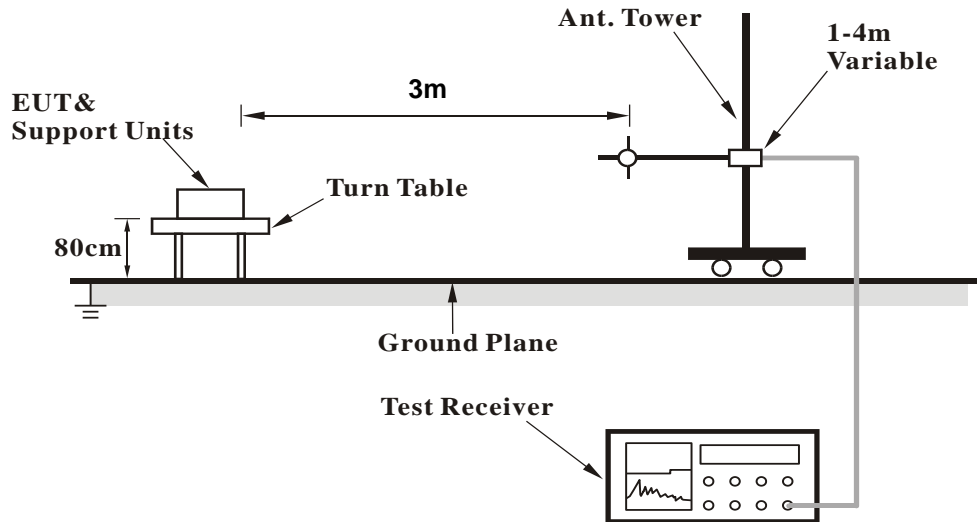 Ant. Tower
1-4m
Variable
3m
EUT&
Support Units
Turn Table
80cm
Ground Plane
Test Receiver